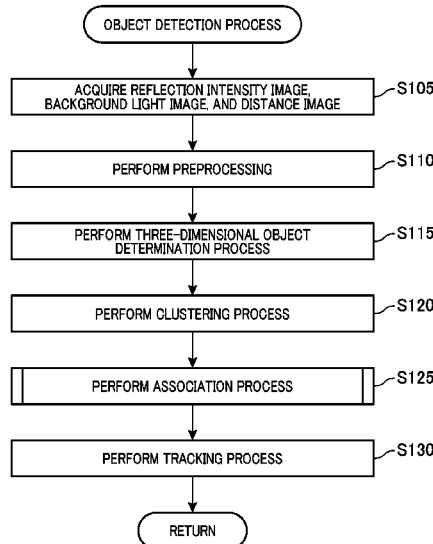 OBJECT DETECTION PROCESS
ACQUIRE REFLECTION INTENSITY IMAGE,
BACKGROUND LIGHT IMAGE, AND DISTANCE IMAGE
S105
PERFORM PREPROCESSING
S110
PERFORM THREE-DIMENSIONAL OBJECT
DETERMINATION PROCESS
S115
PERFORM CLUSTERING PROCESS
S120
PERFORM ASSOCIATION PROCESS
S125
PERFORM TRACKING PROCESS
S130
RETURN